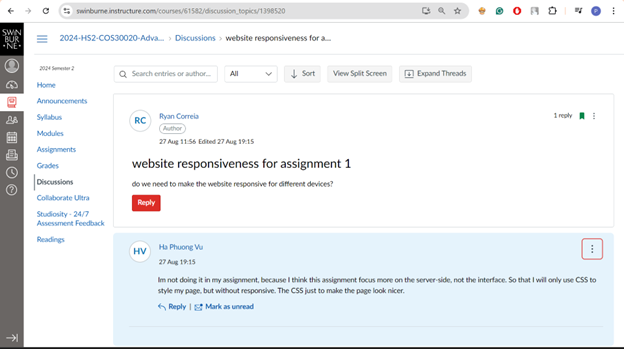 swinburne.instructure.com/courses/61582/discussion_topics/1398520
P
SWIN
BUR
•NE•
2024-HS2-COS30020-Adva... › Discussions › website responsiveness for a...
2024 Semester 2
Home
Announcements
Syllabus
Modules
Assignments
Grades
Discussions
Collaborate Ultra
Studiosity - 24/7
Assessment Feedback
Readings
Search entries or author...
All
Sort
View Split Screen
Expand Threads
RC
Ryan Correia
Author
27 Aug 11:56 Edited 27 Aug 19:15
1 reply
website responsiveness for assignment 1
do we need to make the website responsive for different devices?
Reply
HV
Ha Phuong Vu
27 Aug 19:15
Im not doing it in my assignment, because I think this assignment focus more on the server-side, not the interface. So that I will only use CSS to
style my page, but without responsive. The CSS just to make the page look nicer.
Reply | Mark as unread